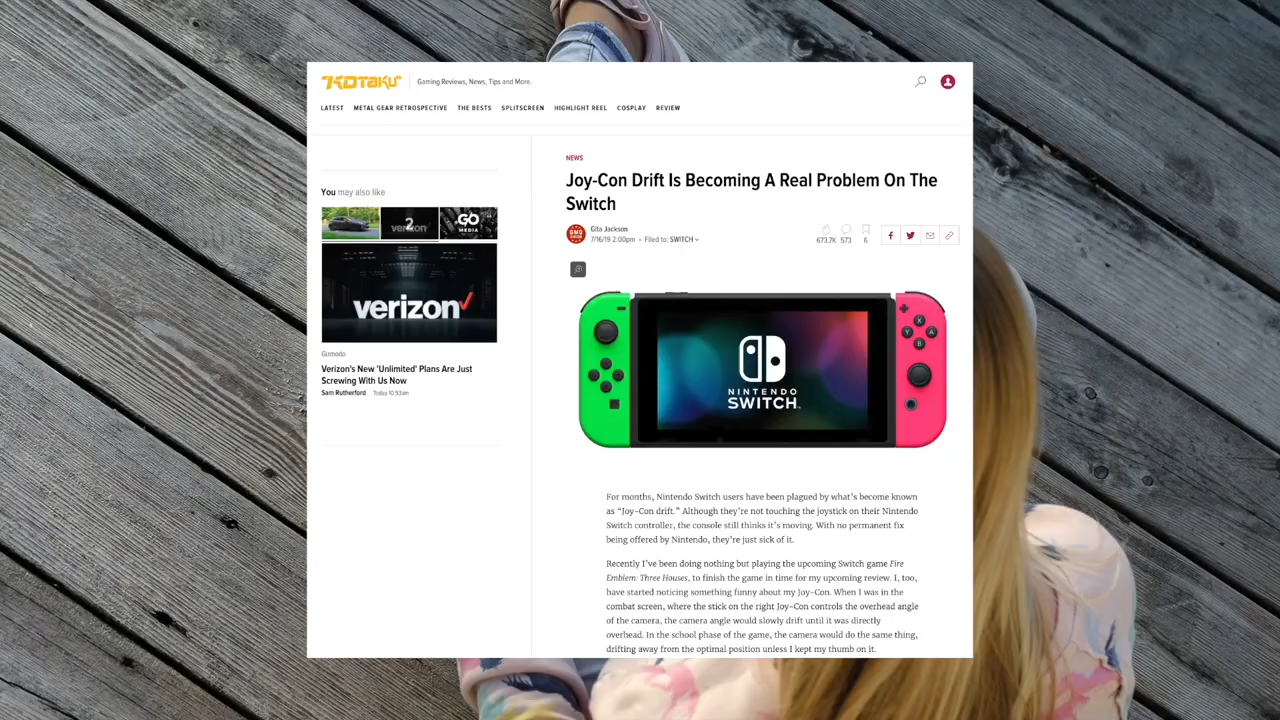 KOTAKU
Gaming Reviews, News, Tips and More.
LATEST METAL GEAR RETROSPECTIVE THE BESTS SPLITSCREEN HIGHLIGHT REEL COSPLAY REVIEW
You may also like
2
verizon
GO
MEDIA
verizon
Gizmodo
Verizon's New 'Unlimited' Plans Are Just
Screwing With Us Now
Sam Rutherford Today 10:53am
NEWS
Joy-Con Drift Is Becoming A Real Problem On The
Switch
GMG
UNION
Gita Jackson
7/16/19 2:00pm • Filed to: SWITCH
673.7K 573 6
X
Y A
B
NINTENDO
SWITCH
For months, Nintendo Switch users have been plagued by what's become known
as “Joy-Con drift.” Although they're not touching the joystick on their Nintendo
Switch controller, the console still thinks it's moving. With no permanent fix
being offered by Nintendo, they're just sick of it.
Recently I've been doing nothing but playing the upcoming Switch game Fire
Emblem: Three Houses, to finish the game in time for my upcoming review. I, too,
have started noticing something funny about my Joy-Con. When I was in the
combat screen, where the stick on the right Joy-Con controls the overhead angle
of the camera, the camera angle would slowly drift until it was directly
overhead. In the school phase of the game, the camera would do the same thing,
drifting away from the optimal position unless I kept my thumb on it.